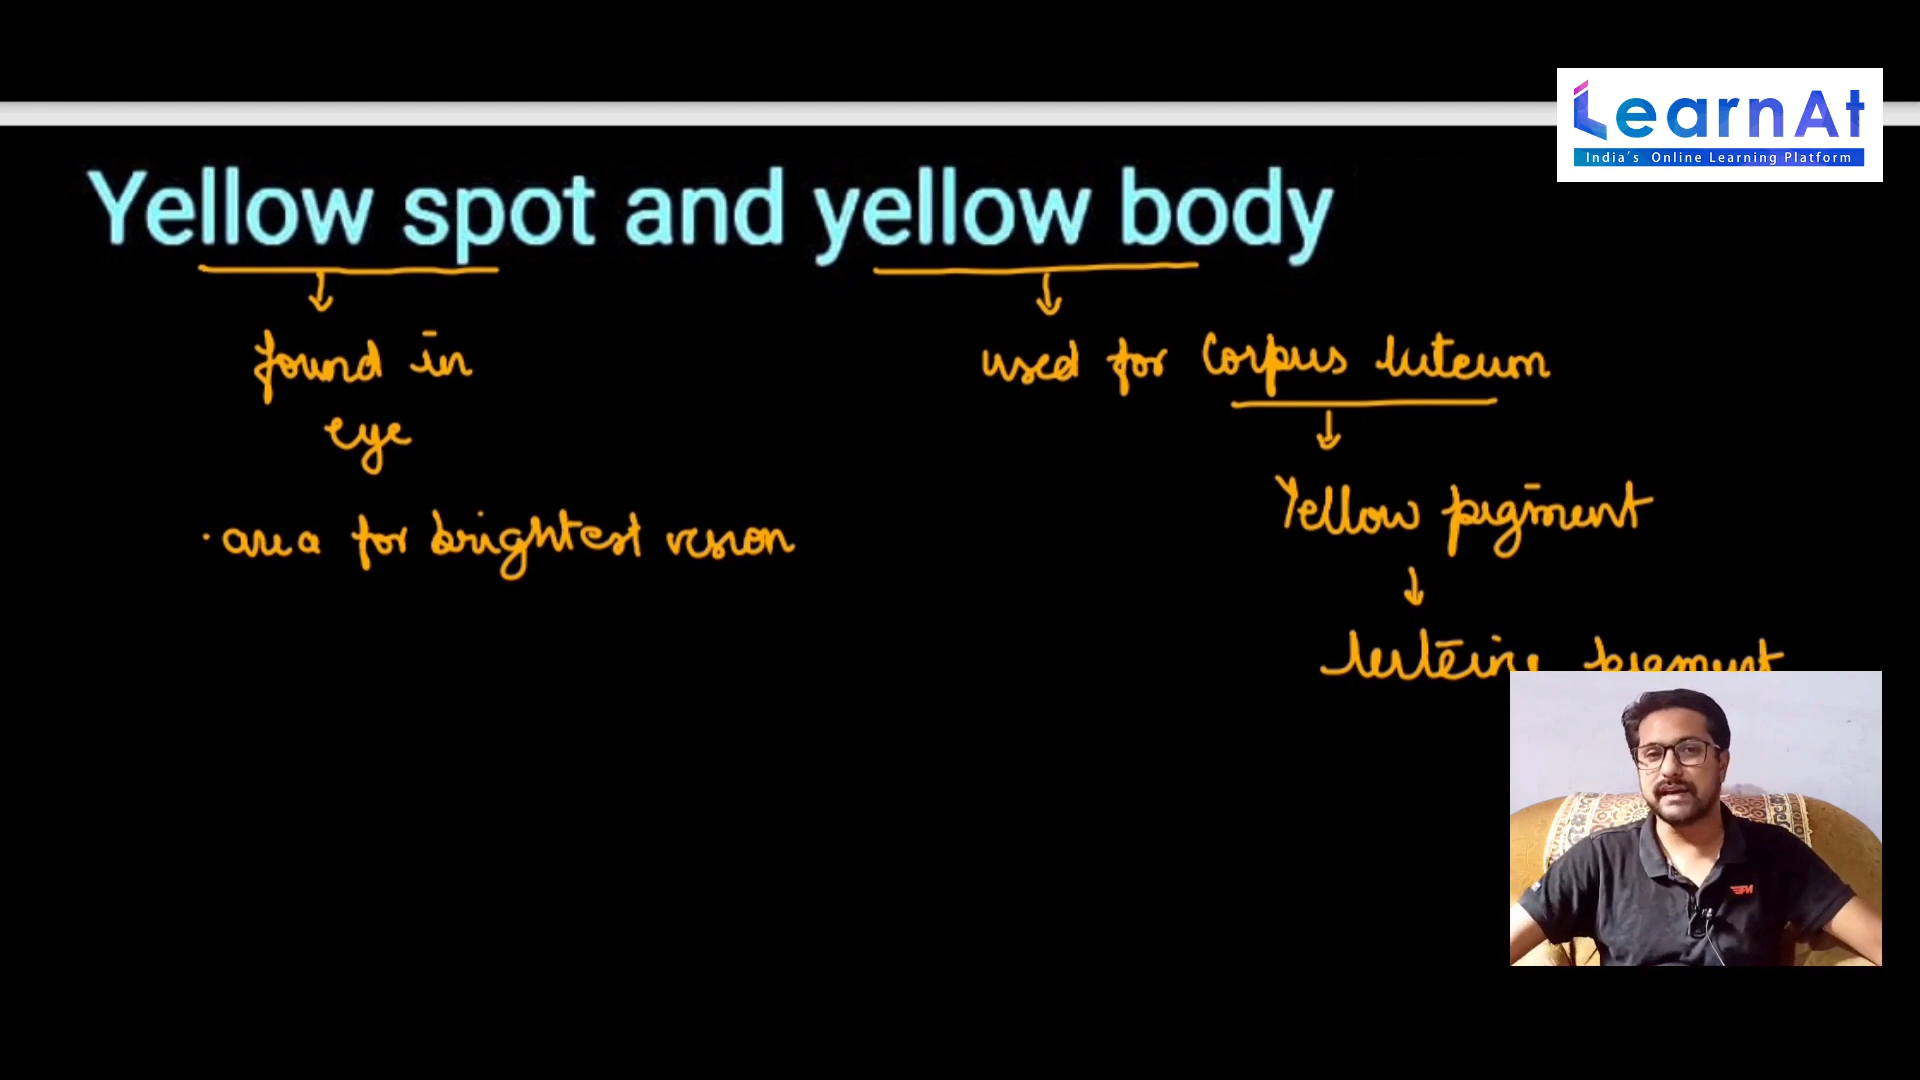 LearnAt
India's Online Learning Platform
Yellow spot and yellow body
found in
eye
used for Corpus luteum
Yellow pigment
area for brightest vision
pigment